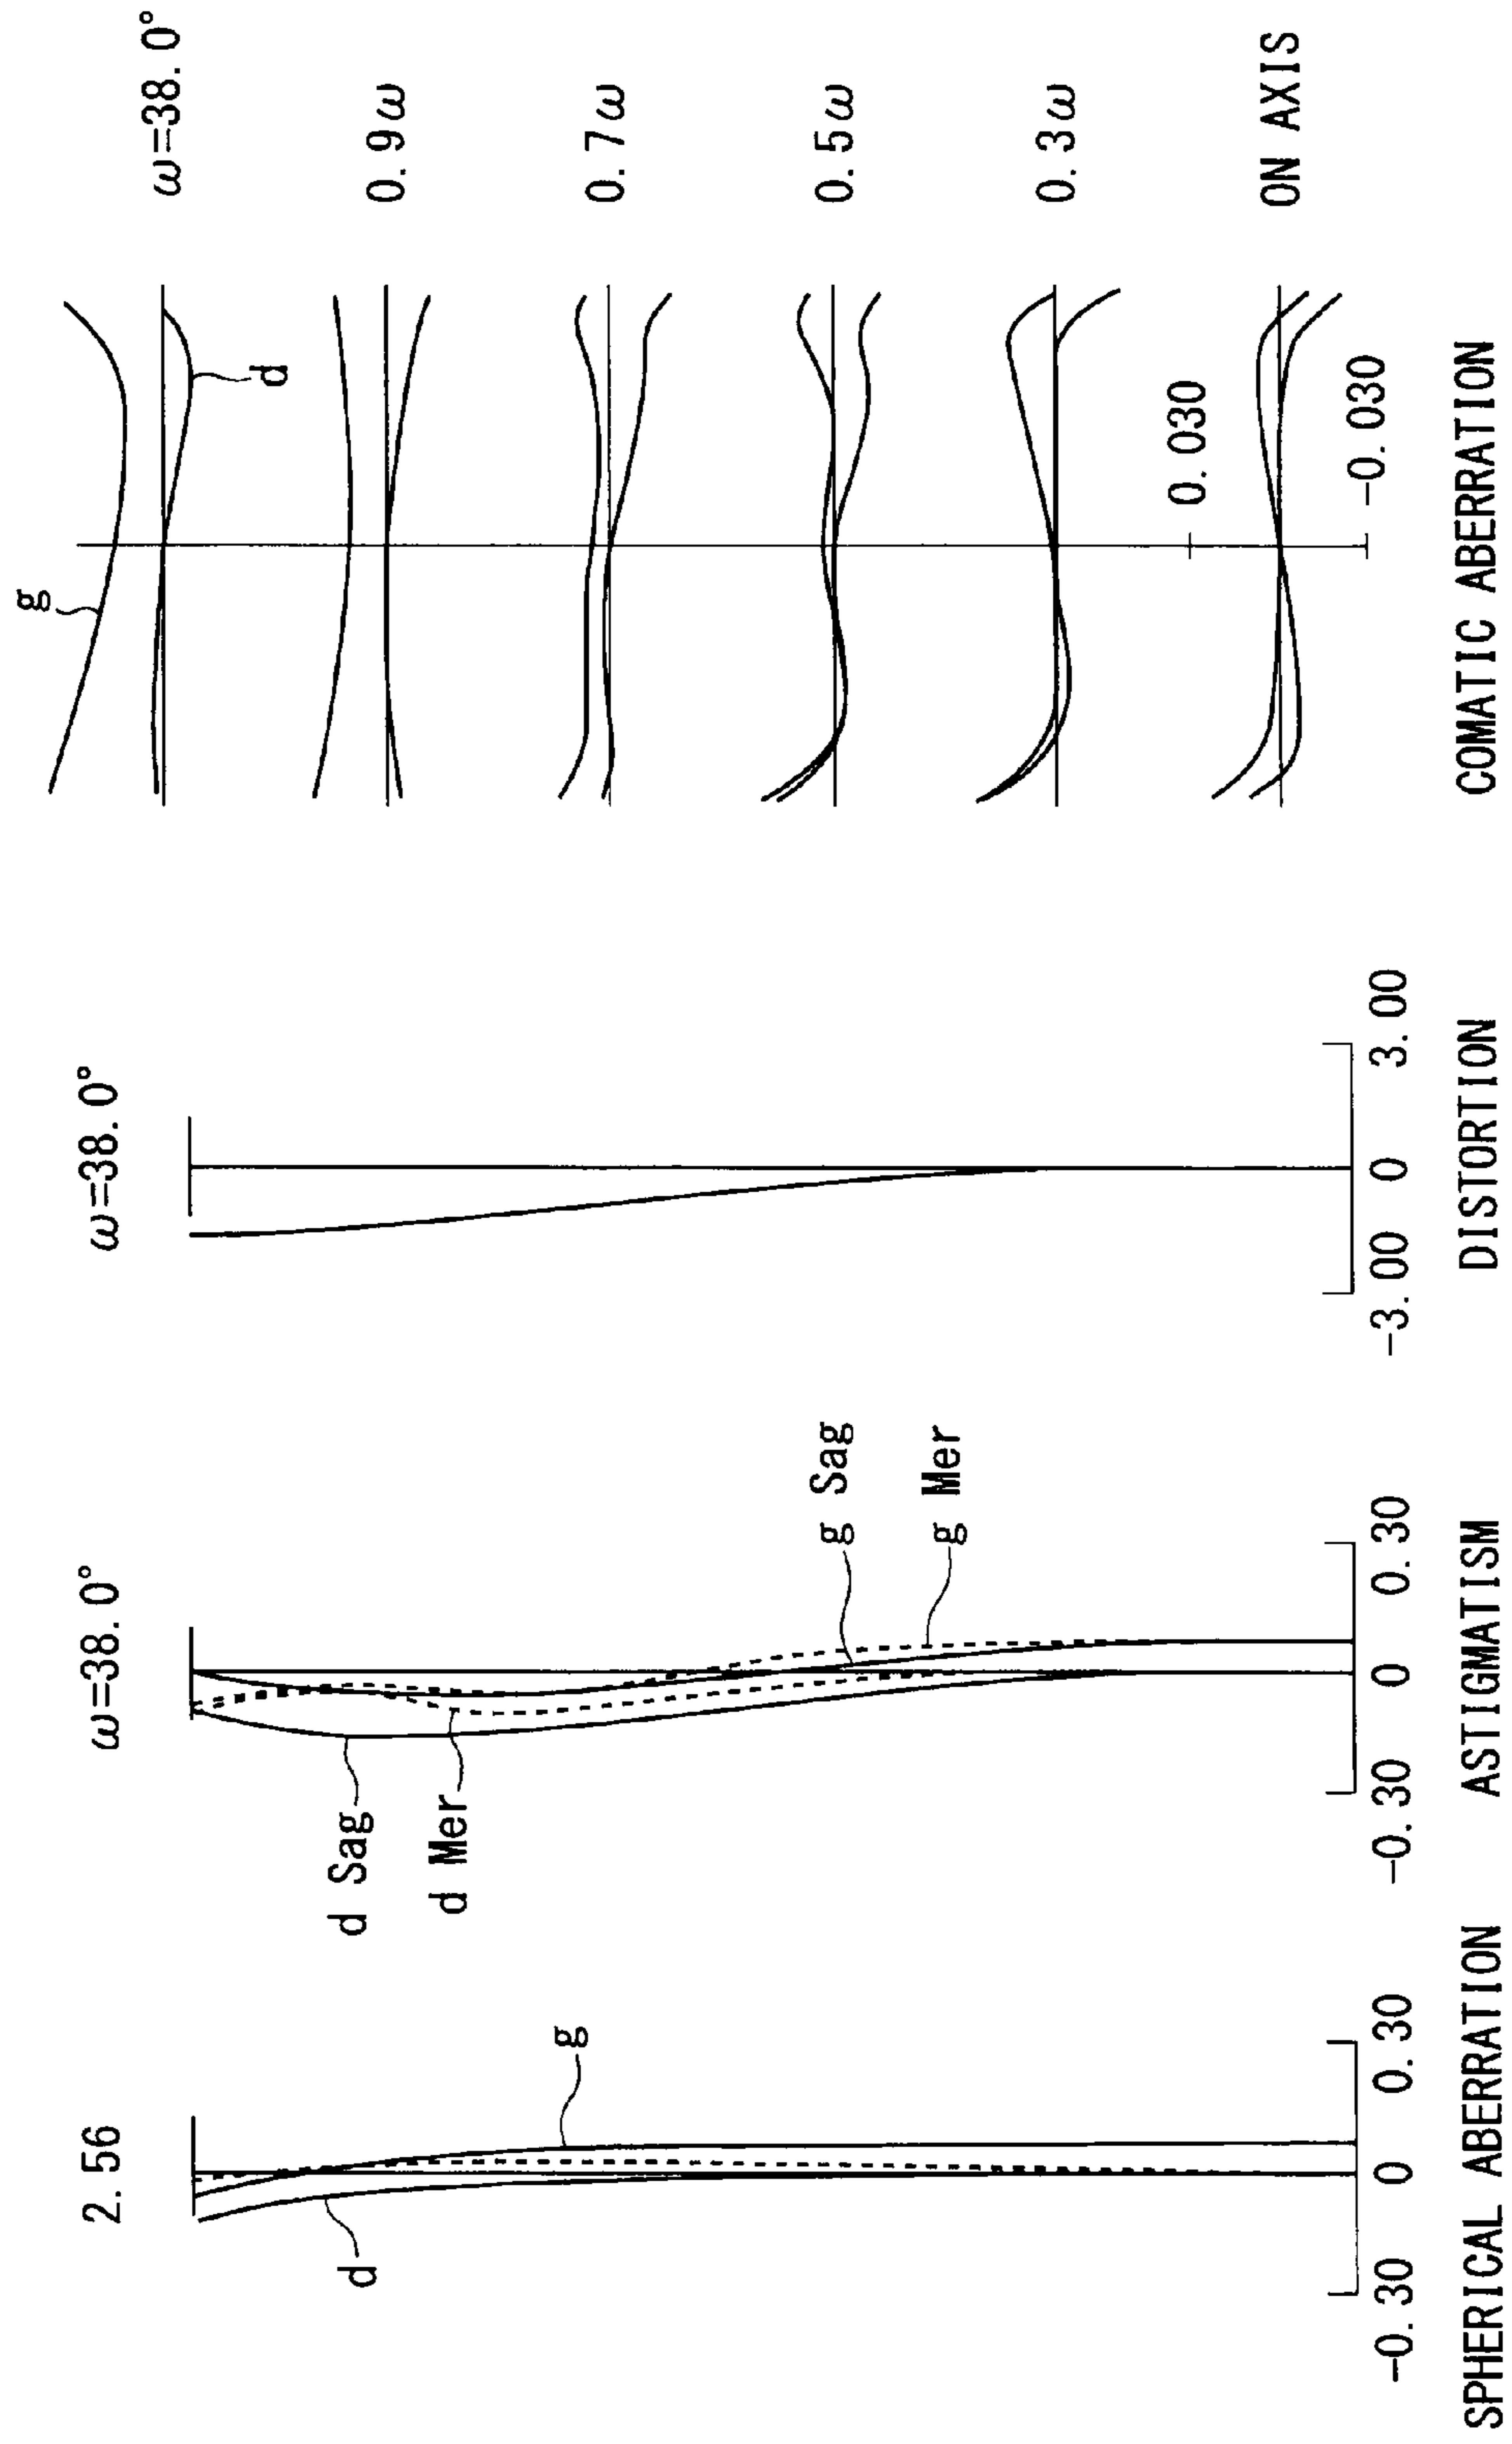 SPHERICAL ABERRATION
2. 56
d
g
-0. 30
0
0. 30
ASTIGMATISM
ω=38. 0°
d Sag
d Mer
g Sag
g Mer
-0. 30
0
0. 30
DISTORTION
ω=38. 0°
-3. 00
0
3. 00
COMATIC ABERRATION
g
d
ω=38. 0°
0. 9ω
0. 7ω
0. 5ω
0. 3ω
ON AXIS
0. 030
-0. 030